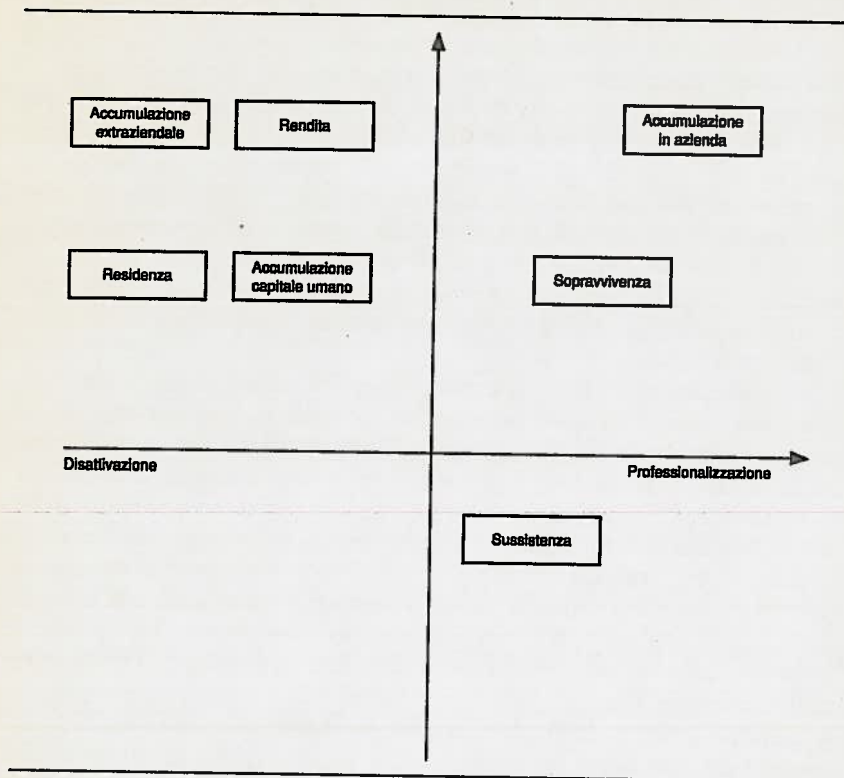 Accumulazione
extraziendale
Rendita
Accumulazione
in azienda
Residenza
Accumulazione
capitale umano
Sopravvivenza
Disattivazione
Professionalizzazione
Sussistenza